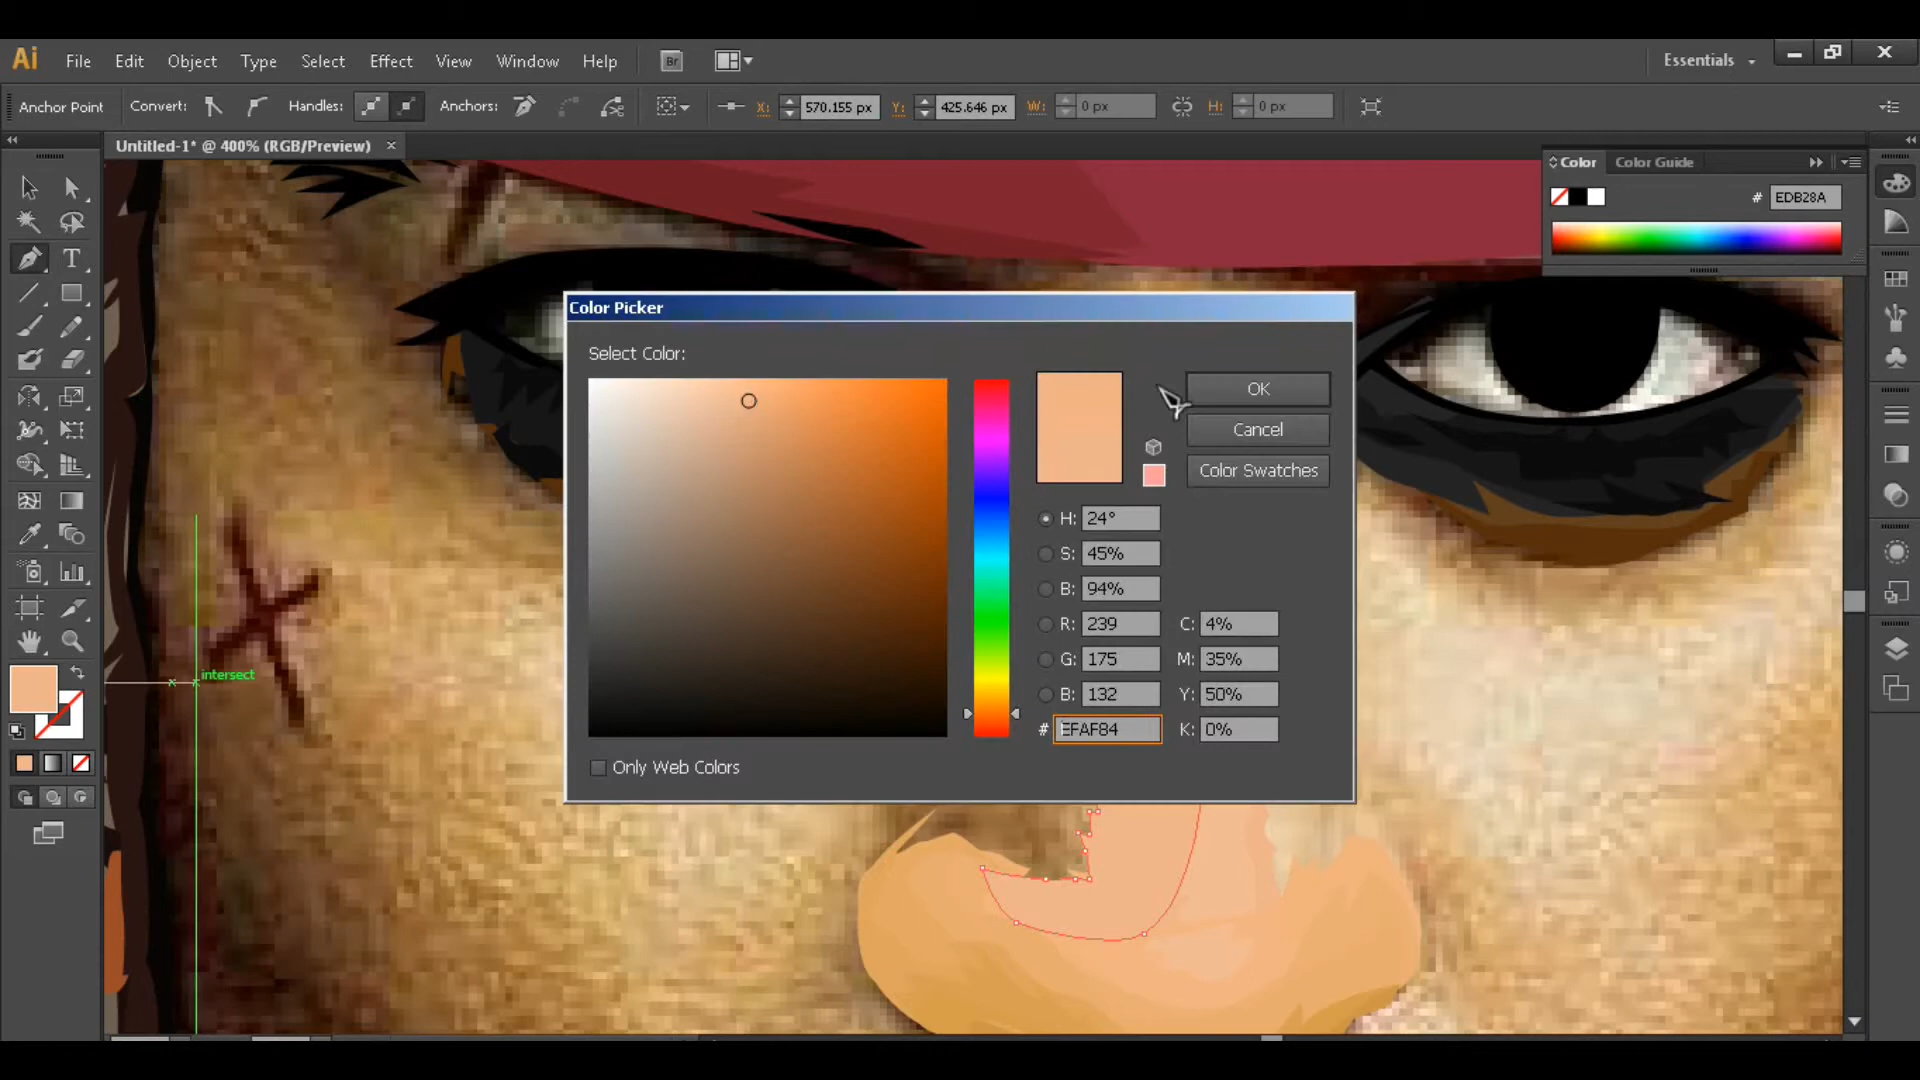 Ai File Edit Object Type Select Effect View Window Help Br Essentials
Anchor Point Convert: Handles: Anchors: X: 570.155 px Y: 425.646 px W: 0 px H: 0 px
Untitled-1* @ 400% (RGB/Preview)
Color Color Guide
# EDB28A
Color Picker
Select Color:
OK
Cancel
Color Swatches
H: 24°
S: 45%
B: 94%
R: 239 C: 4%
G: 175 M: 35%
B: 132 Y: 50%
# EFAF84 K: 0%
Only Web Colors
T
intersect